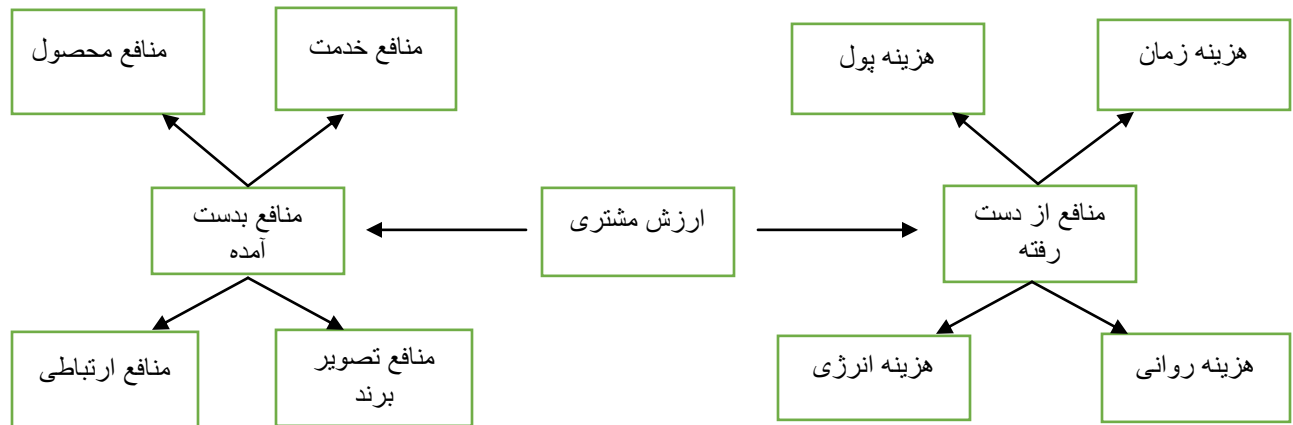 هزینه زمان
هزینه پول
منافع خدمت
منافع محصول
منافع از دست
رفته
ارزش مشتری
منافع بدست
آمده
هزینه روانی
هزینه انرژی
منافع تصویر
برند
منافع ارتباطی